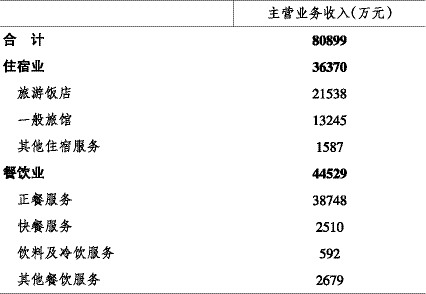 主营业务收入(万元)
合 计 80899
住宿业 36370
旅游饭店 21538
一般旅馆 13245
其他住宿服务 1587
餐饮业 44529
正餐服务 38748
快餐服务 2510
饮料及冷饮服务 592
其他餐饮服务 2679